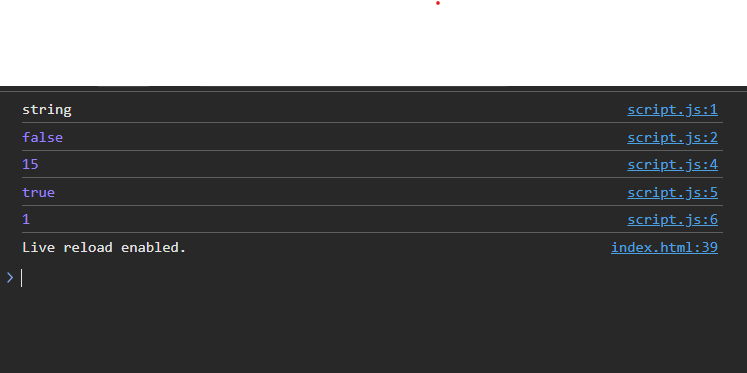 string script.js:1
false script.js:2
15 script.js:4
true script.js:5
1 script.js:6
Live reload enabled. index.html:39
>